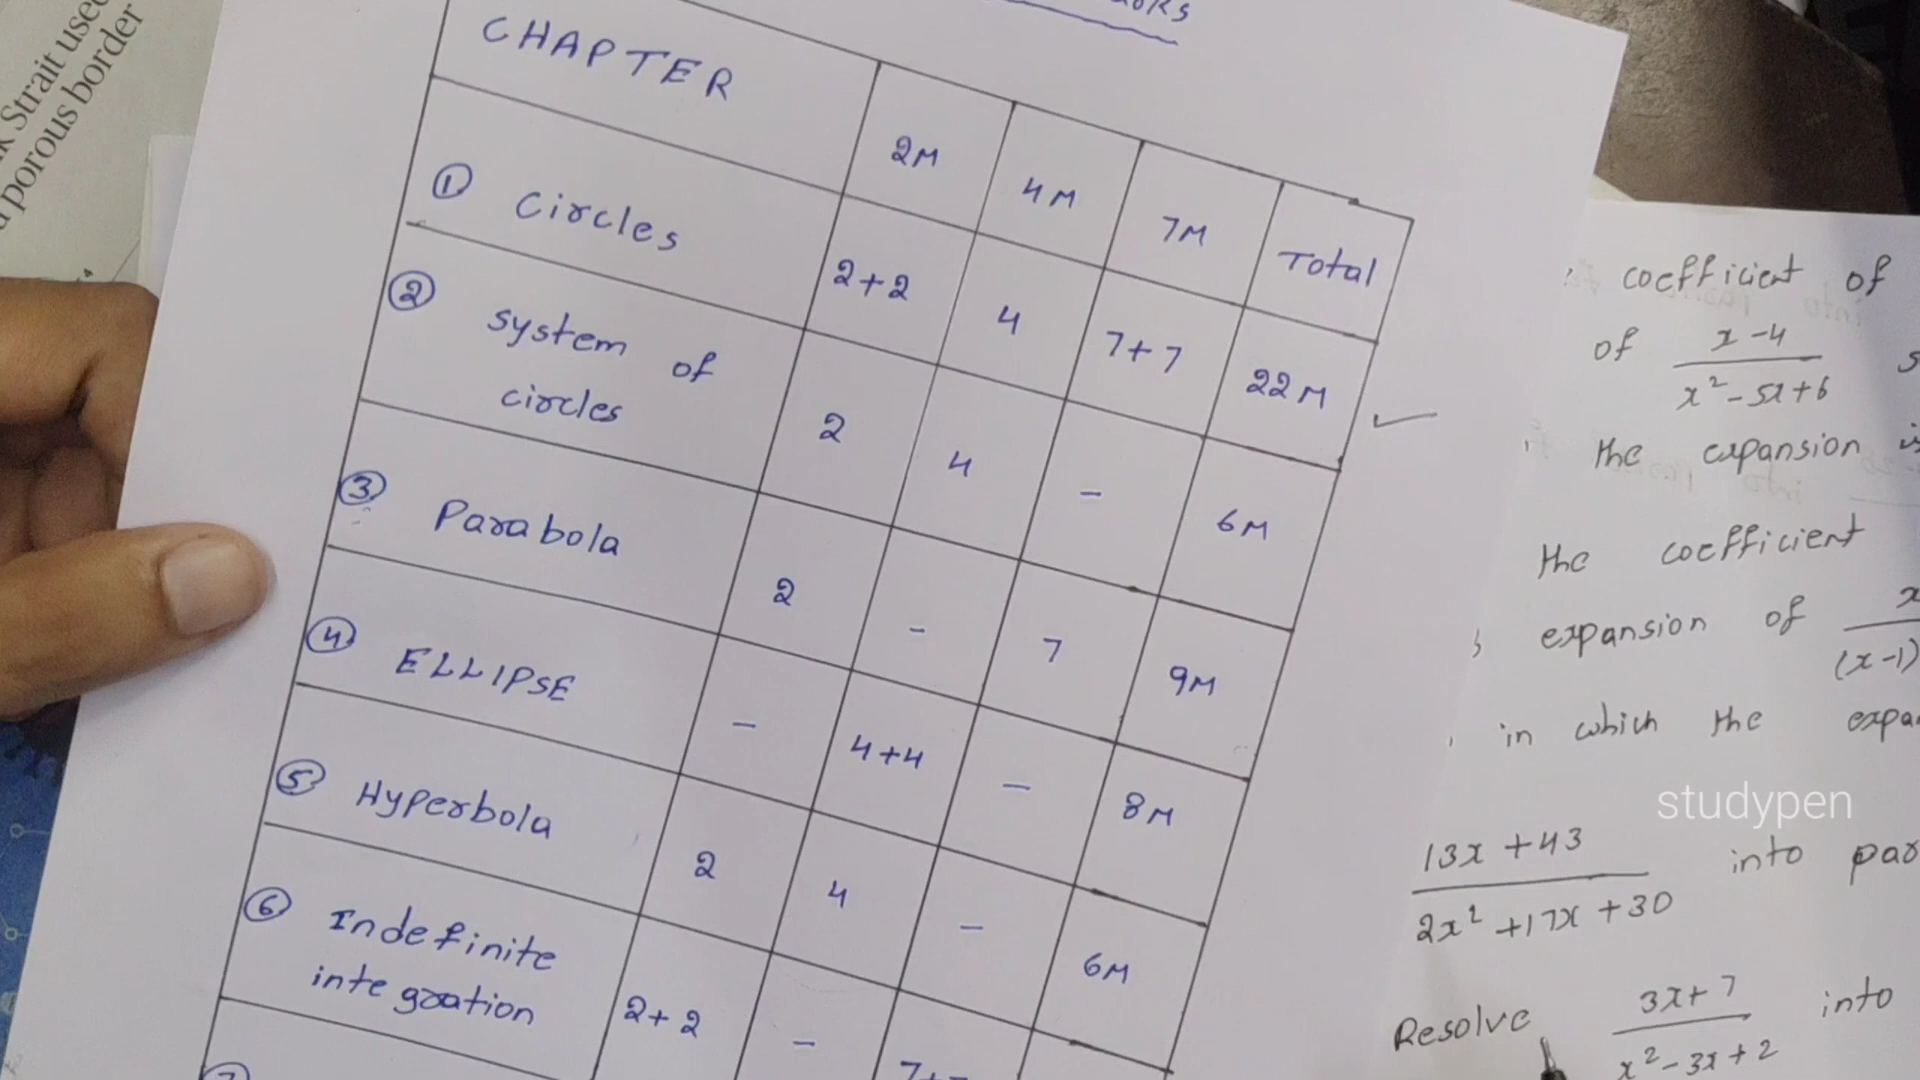 k Strait used
a porous border
CHAPTER 2M 4M 7M Total
① Circles 2+2 4 7+7 22M
② system of
circles 2 4 - 6M
③ Parabola 2 - 7 9M
④ ELLIPSE - 4+4 - 8M
⑤ Hyperbola 2 4 - 6M
⑥ Indefinite
integration 2+2 -
coefficient of
of x-4 / x²-5x+6
the expansion is
the coefficient
expansion of
in which the
studypen
13x+43 / 2x²+17x+30 into
Resolve 3x+7 / x²-3x+2 into